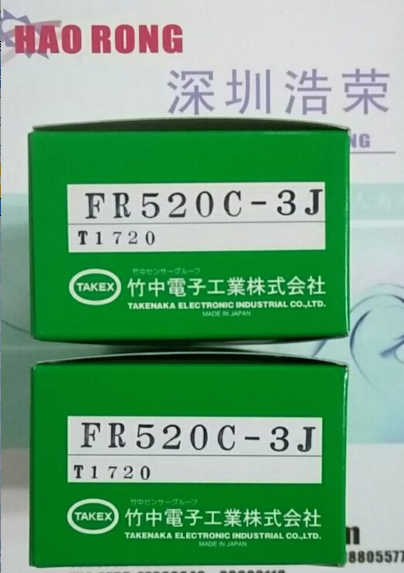 HAO RONG
深圳浩荣
NG
FR520C-3J
T1720
竹中センサーグループ
TAKEX 竹中電子工業株式会社
TAKENAKA ELECTRONIC INDUSTRIAL CO.,LTD.
MADE IN JAPAN
FR520C-3J
T1720
竹中センサーグループ
TAKEX 竹中電子工業株式会社
TAKENAKA ELECTRONIC INDUSTRIAL CO.,LTD.
MADE IN JAPAN
m
8805577